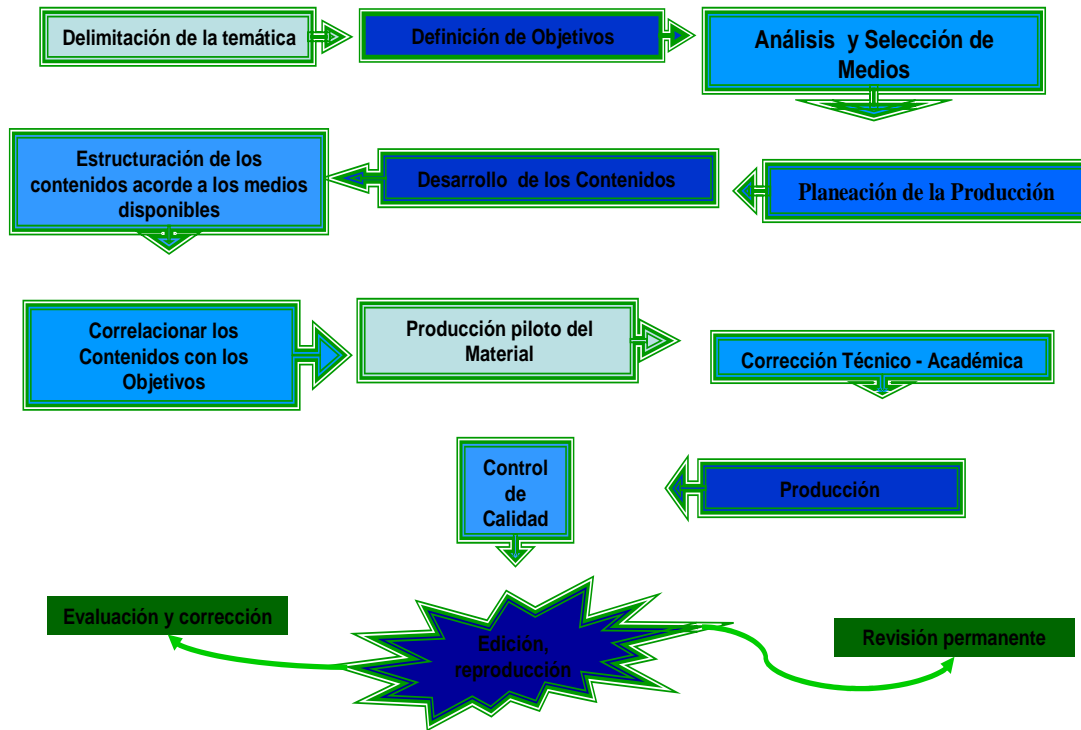 Delimitación de la temática
Definición de Objetivos
Análisis y Selección de
Medios
Estructuración de los
contenidos acorde a los medios
disponibles
Desarrollo de los Contenidos
Planeación de la Producción
Correlacionar los
Contenidos con los
Objetivos
Producción piloto del
Material
Corrección Técnico - Académica
Control
de
Calidad
Producción
Evaluación y corrección
Edición,
reproducción
Revisión permanente